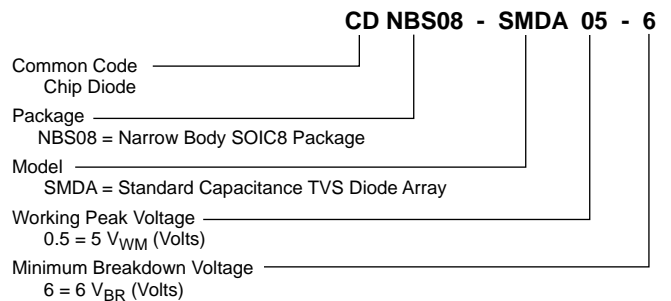 CD NBS08 - SMDA 05 - 6
Common Code
Chip Diode
Package
NBS08 = Narrow Body SOIC8 Package
Model
SMDA = Standard Capacitance TVS Diode Array
Working Peak Voltage
0.5 = 5 VWM (Volts)
Minimum Breakdown Voltage
6 = 6 VBR (Volts)